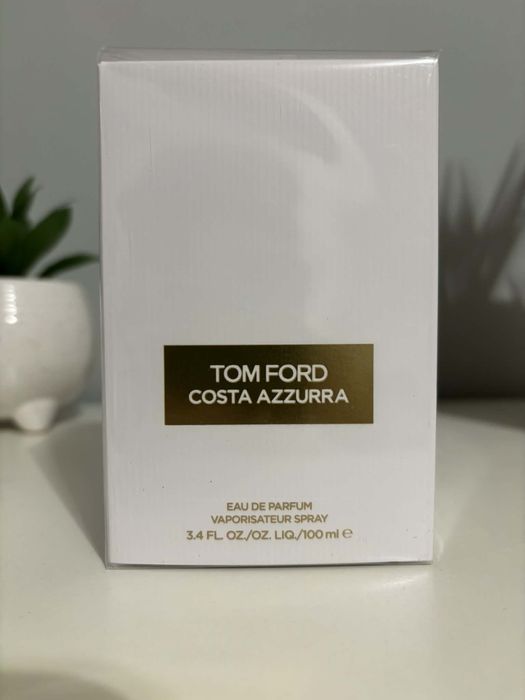 TOM FORD
COSTA AZZURRA
EAU DE PARFUM
VAPORISATEUR SPRAY
3.4 FL. OZ./OZ. LIQ./100 ml ℮